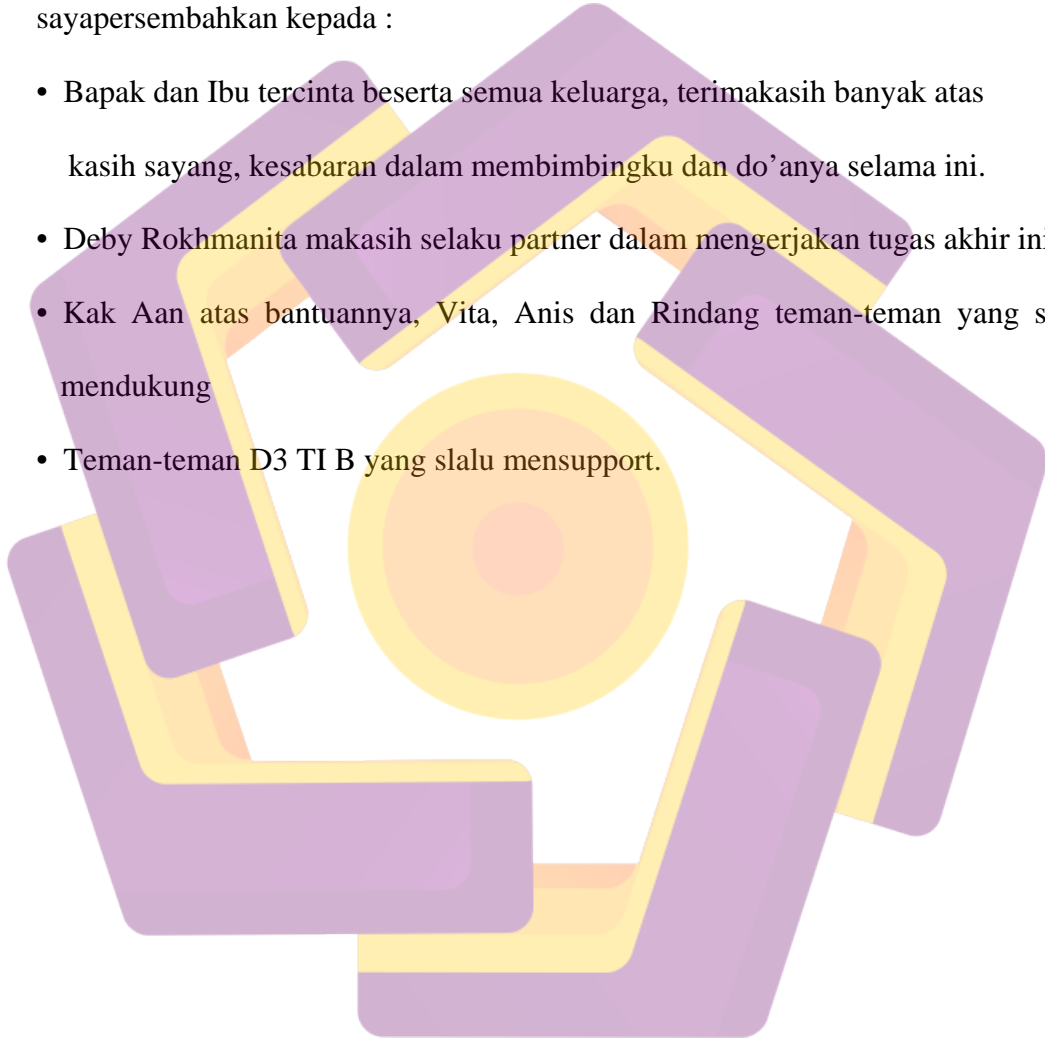 sayapersembahkan kepada :
• Bapak dan Ibu tercinta beserta semua keluarga, terimakasih banyak atas
kasih sayang, kesabaran dalam membimbingku dan do’anya selama ini.
• Deby Rokhmanita makasih selaku partner dalam mengerjakan tugas akhir ini
• Kak Aan atas bantuannya, Vita, Anis dan Rindang teman-teman yang
mendukung
• Teman-teman D3 TI B yang slalu mensupport.